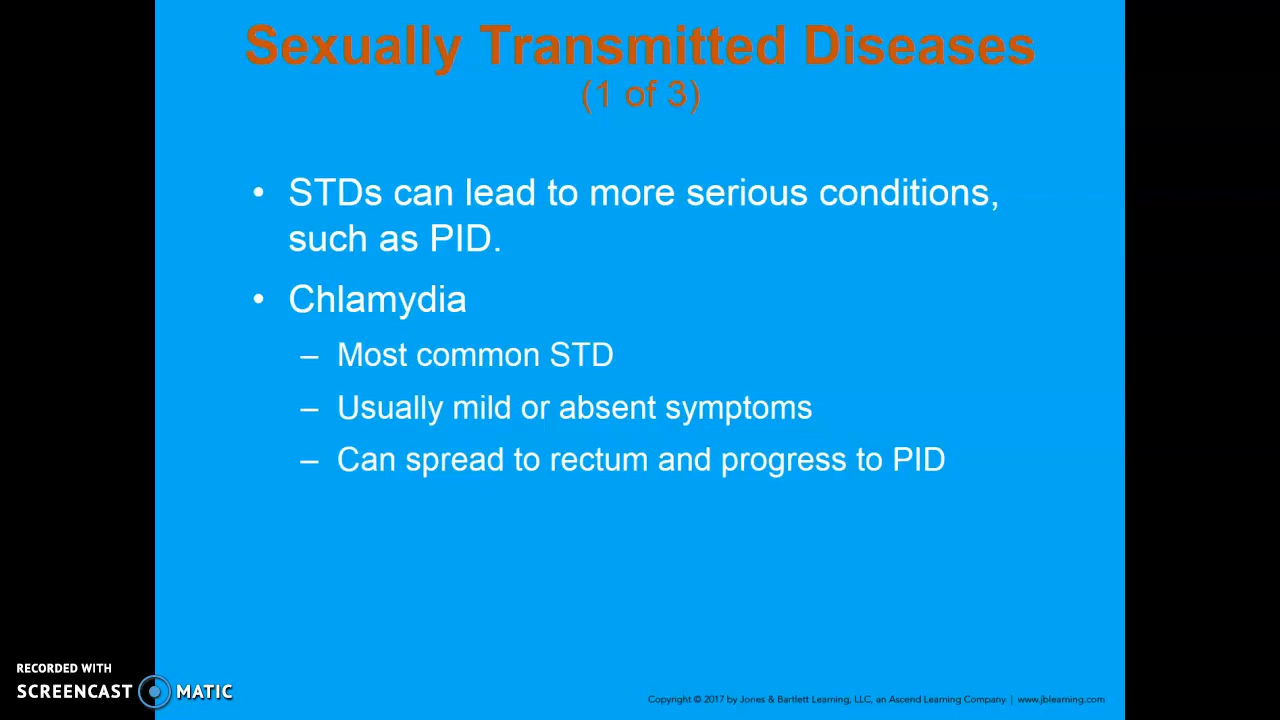 Sexually Transmitted Diseases
(1 of 3)
• STDs can lead to more serious conditions,
such as PID.
• Chlamydia
– Most common STD
– Usually mild or absent symptoms
– Can spread to rectum and progress to PID
RECORDED WITH
SCREENCAST MATIC
Copyright © 2017 by Jones & Bartlett Learning, LLC, an Ascend Learning Company | www.jblearning.com